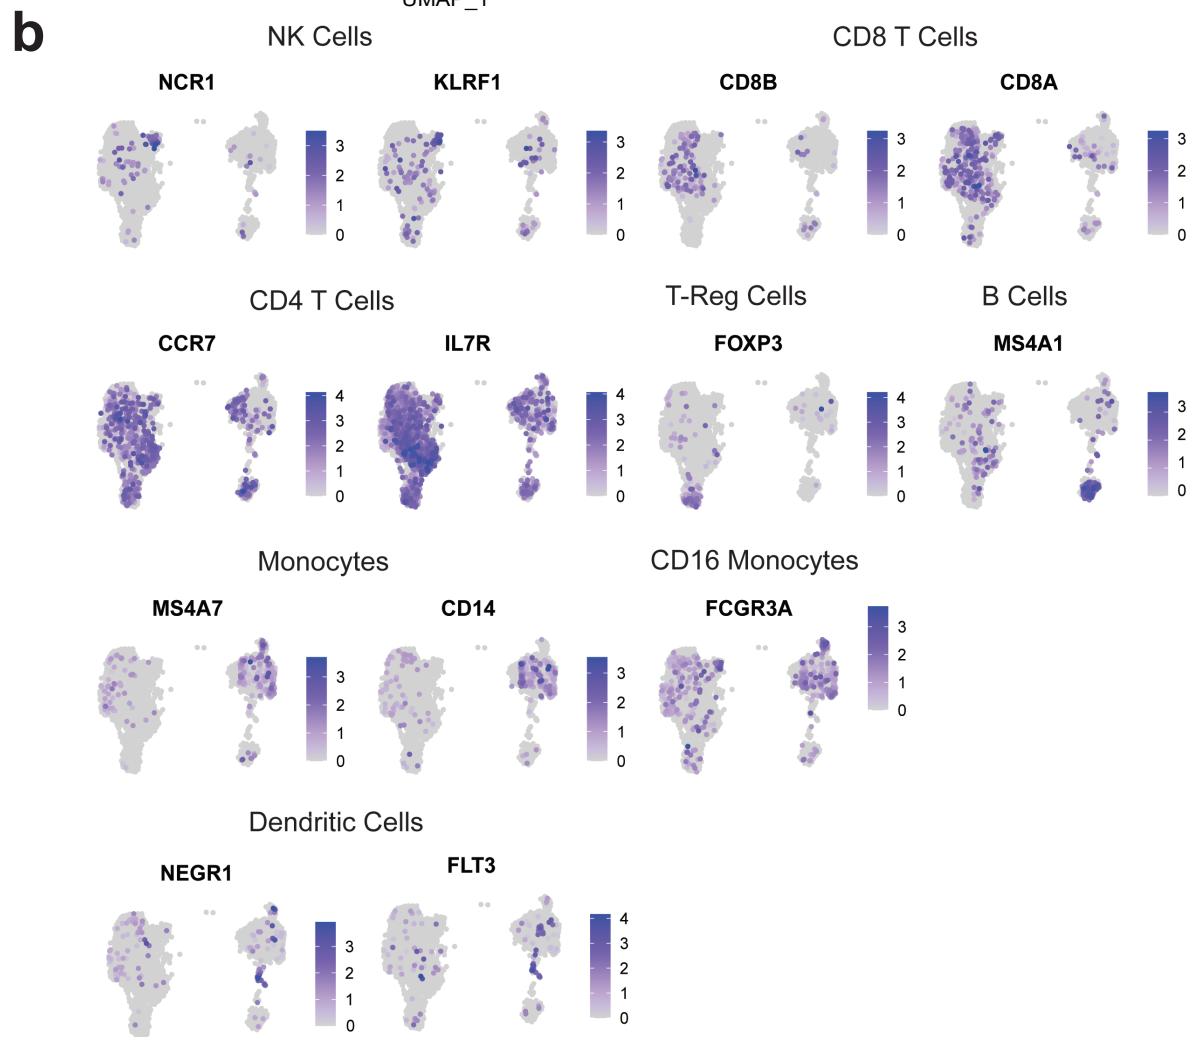 UMAP_1
b
NK Cells
CD8 T Cells
NCR1
KLRF1
CD8B
CD8A
3
2
1
0
3
2
1
0
3
2
1
0
3
2
1
0
CD4 T Cells
T-Reg Cells
B Cells
CCR7
IL7R
FOXP3
MS4A1
4
3
2
1
0
4
3
2
1
0
4
3
2
1
0
3
2
1
0
Monocytes
CD16 Monocytes
MS4A7
CD14
FCGR3A
3
2
1
0
3
2
1
0
3
2
1
0
Dendritic Cells
NEGR1
FLT3
3
2
1
0
4
3
2
1
0